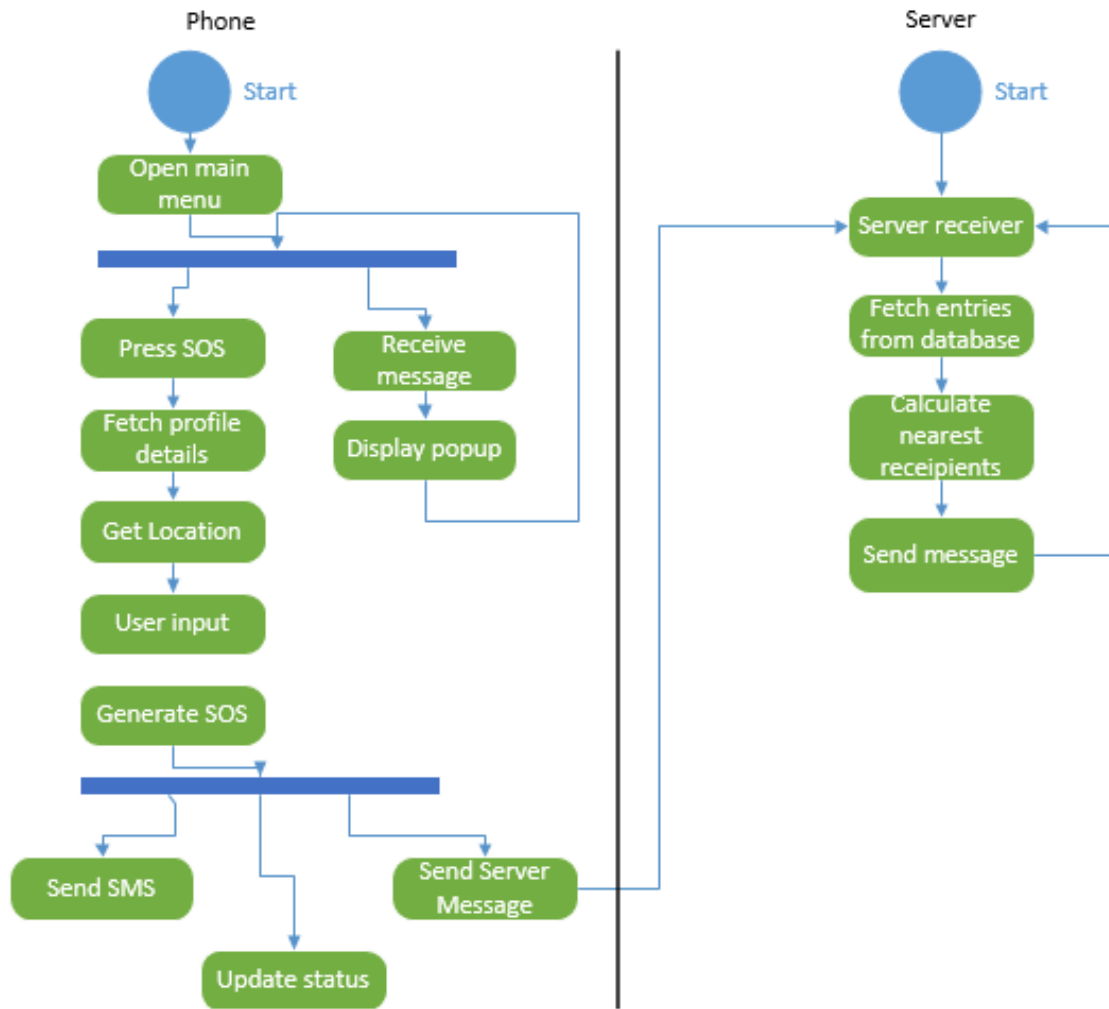 Phone
Start
Open main
menu
Press SOS
Fetch profile
details
Get Location
User input
Generate SOS
Receive
message
Display popup
Send SMS
Update status
Send Server
Message
Server
Start
Server receiver
Fetch entries
from database
Calculate
nearest
receipients
Send message